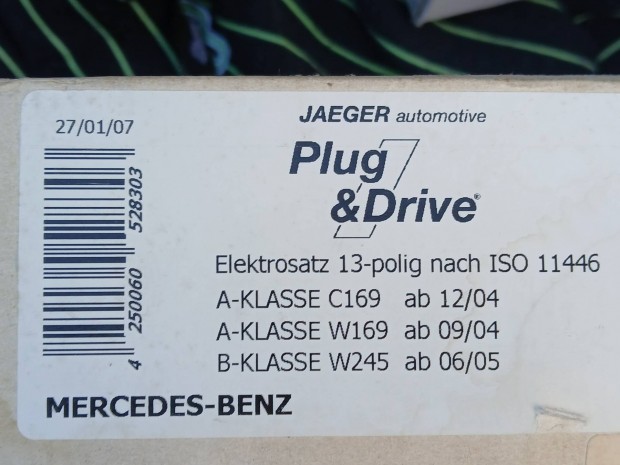 27/01/07
JAEGER automotive
Plug
&Drive®
4 250060 528303
Elektrosatz 13-polig nach ISO 11446
A-KLASSE C169 ab 12/04
A-KLASSE W169 ab 09/04
B-KLASSE W245 ab 06/05
MERCEDES-BENZ